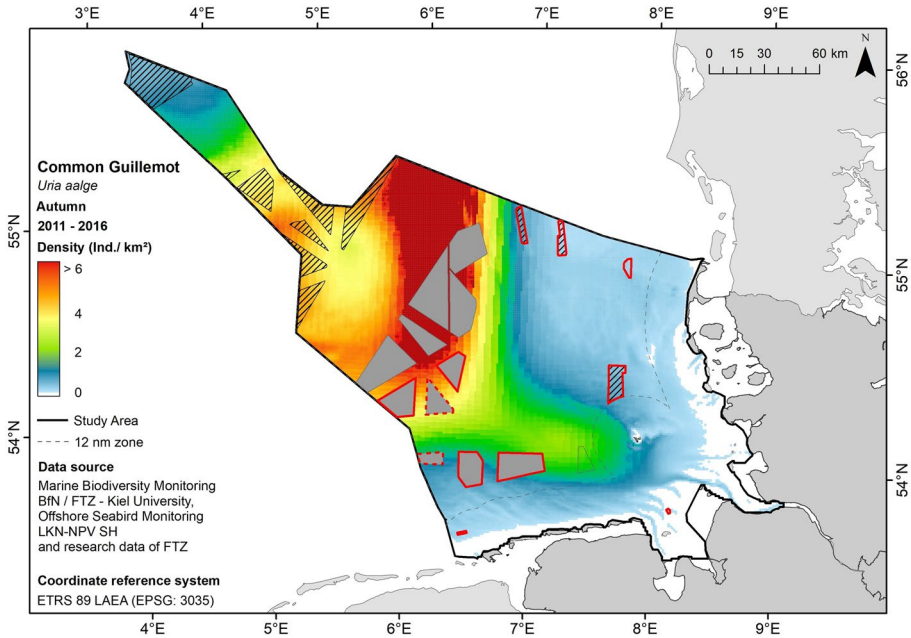 3°E 4°E 5°E 6°E 7°E 8°E 9°E
N
0 15 30 60 km
56°N
Common Guillemot
Uria aalge
Autumn
2011 - 2016
Density (Ind./ km²)
> 6
4
2
0
Study Area
12 nm zone
Data source
Marine Biodiversity Monitoring
BfN / FTZ - Kiel University,
Offshore Seabird Monitoring
LKN-NPV SH
and research data of FTZ
Coordinate reference system
ETRS 89 LAEA (EPSG: 3035)
55°N
54°N
55°N
54°N
4°E 5°E 6°E 7°E 8°E 9°E